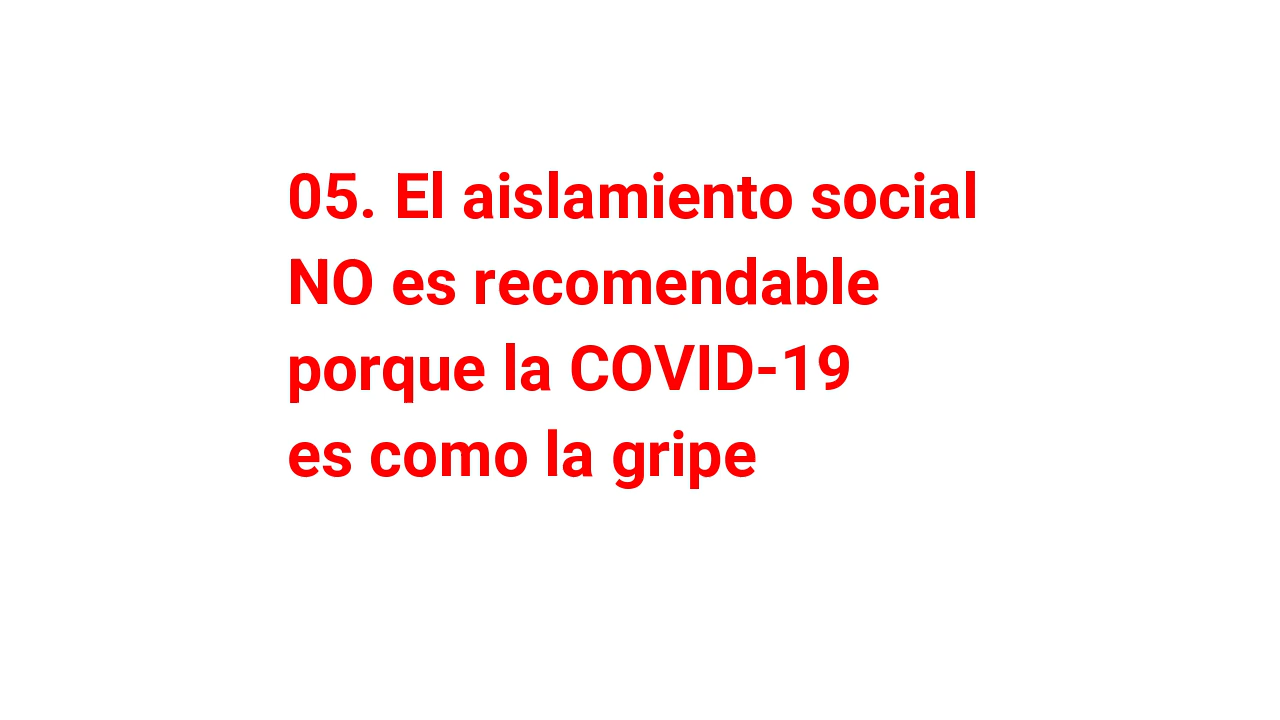 05. El aislamiento social
NO es recomendable
porque la COVID-19
es como la gripe